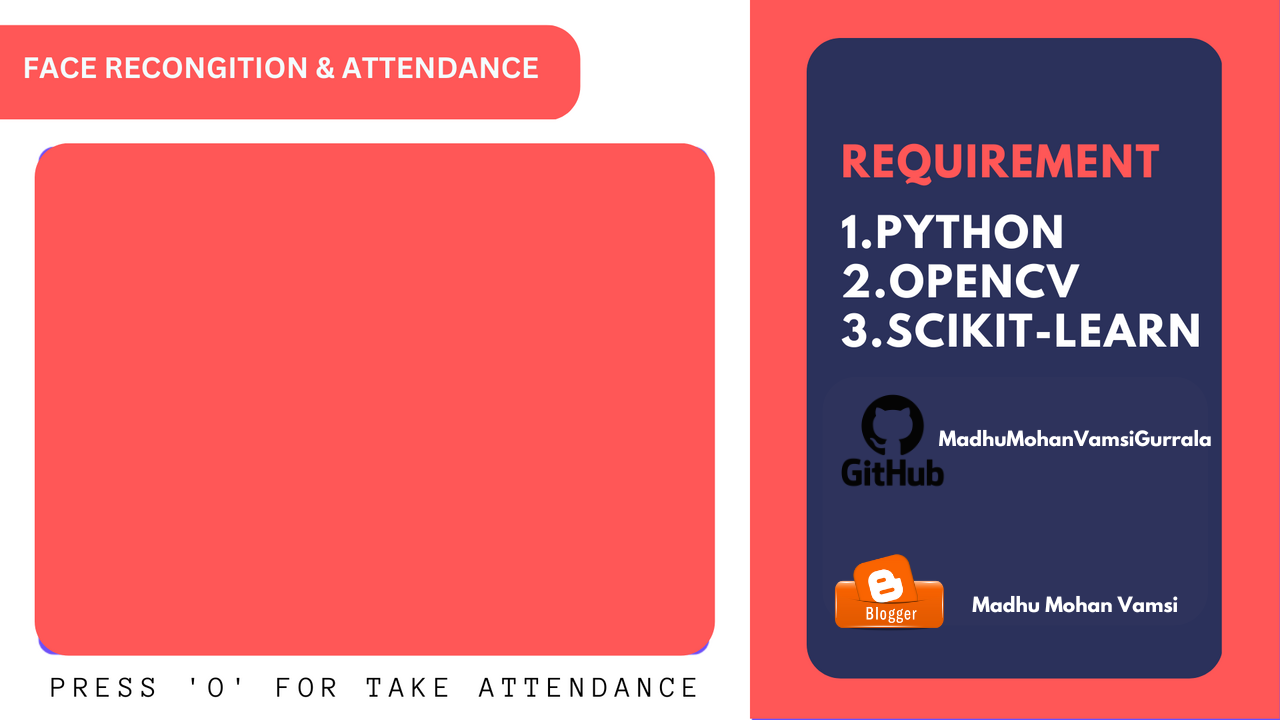 FACE RECONGITION & ATTENDANCE
PRESS 'O' FOR TAKE ATTENDANCE
REQUIREMENT
1.PYTHON
2.OPENCV
3.SCIKIT-LEARN
GitHub
MadhuMohanVamsiGurrala
Blogger
Madhu Mohan Vamsi